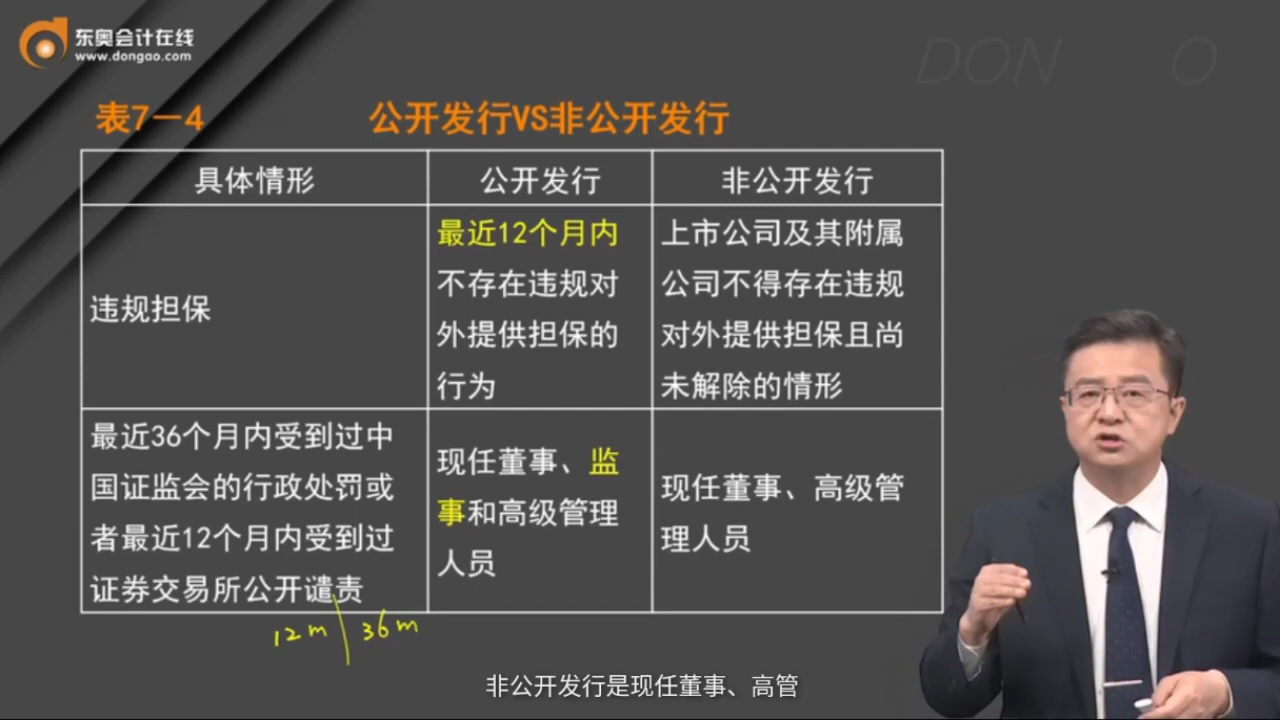 东奥会计在线
www.dongao.com
DON O
表7-4 公开发行VS非公开发行
具体情形 公开发行 非公开发行
违规担保
最近12个月内
不存在违规对
外提供担保的
行为
上市公司及其附属
公司不得存在违规
对外提供担保且尚
未解除的情形
最近36个月内受到过中
国证监会的行政处罚或
者最近12个月内受到过
证券交易所公开谴责
现任董事、监
事和高级管理
人员
现任董事、高级管
理人员
12m 36m
非公开发行是现任董事、高管